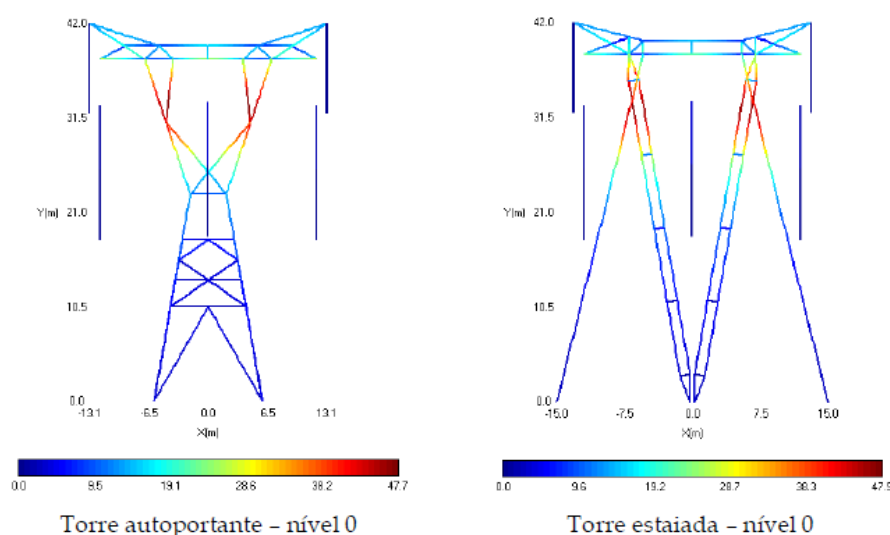 42.0
31.5
Y[m]
21.0
10.5
0.0
-13.1 -6.5 0.0 6.5 13.1
X[m]
0.0 9.5 19.1 28.6 38.2 47.7
Torre autoportante – nível 0
42.0
31.5
Y[m]
21.0
10.5
0.0
-15.0 -7.5 0.0 7.5 15.0
X[m]
0.0 9.6 19.2 28.7 38.3 47.9
Torre estaiada – nível 0